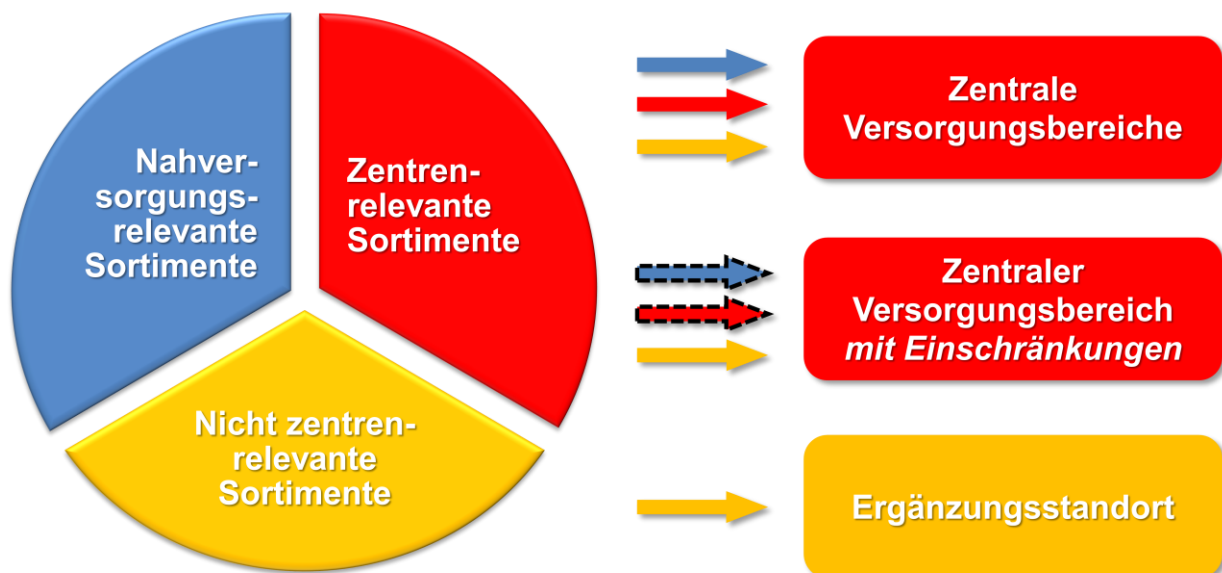 Nahver-
sorgungs-
relevante
Sortimente
Zentren-
relevante
Sortimente
Nicht zentren-
relevante
Sortimente
Zentrale
Versorgungsbereiche
Zentraler
Versorgungsbereich
mit Einschränkungen
Ergänzungsstandort